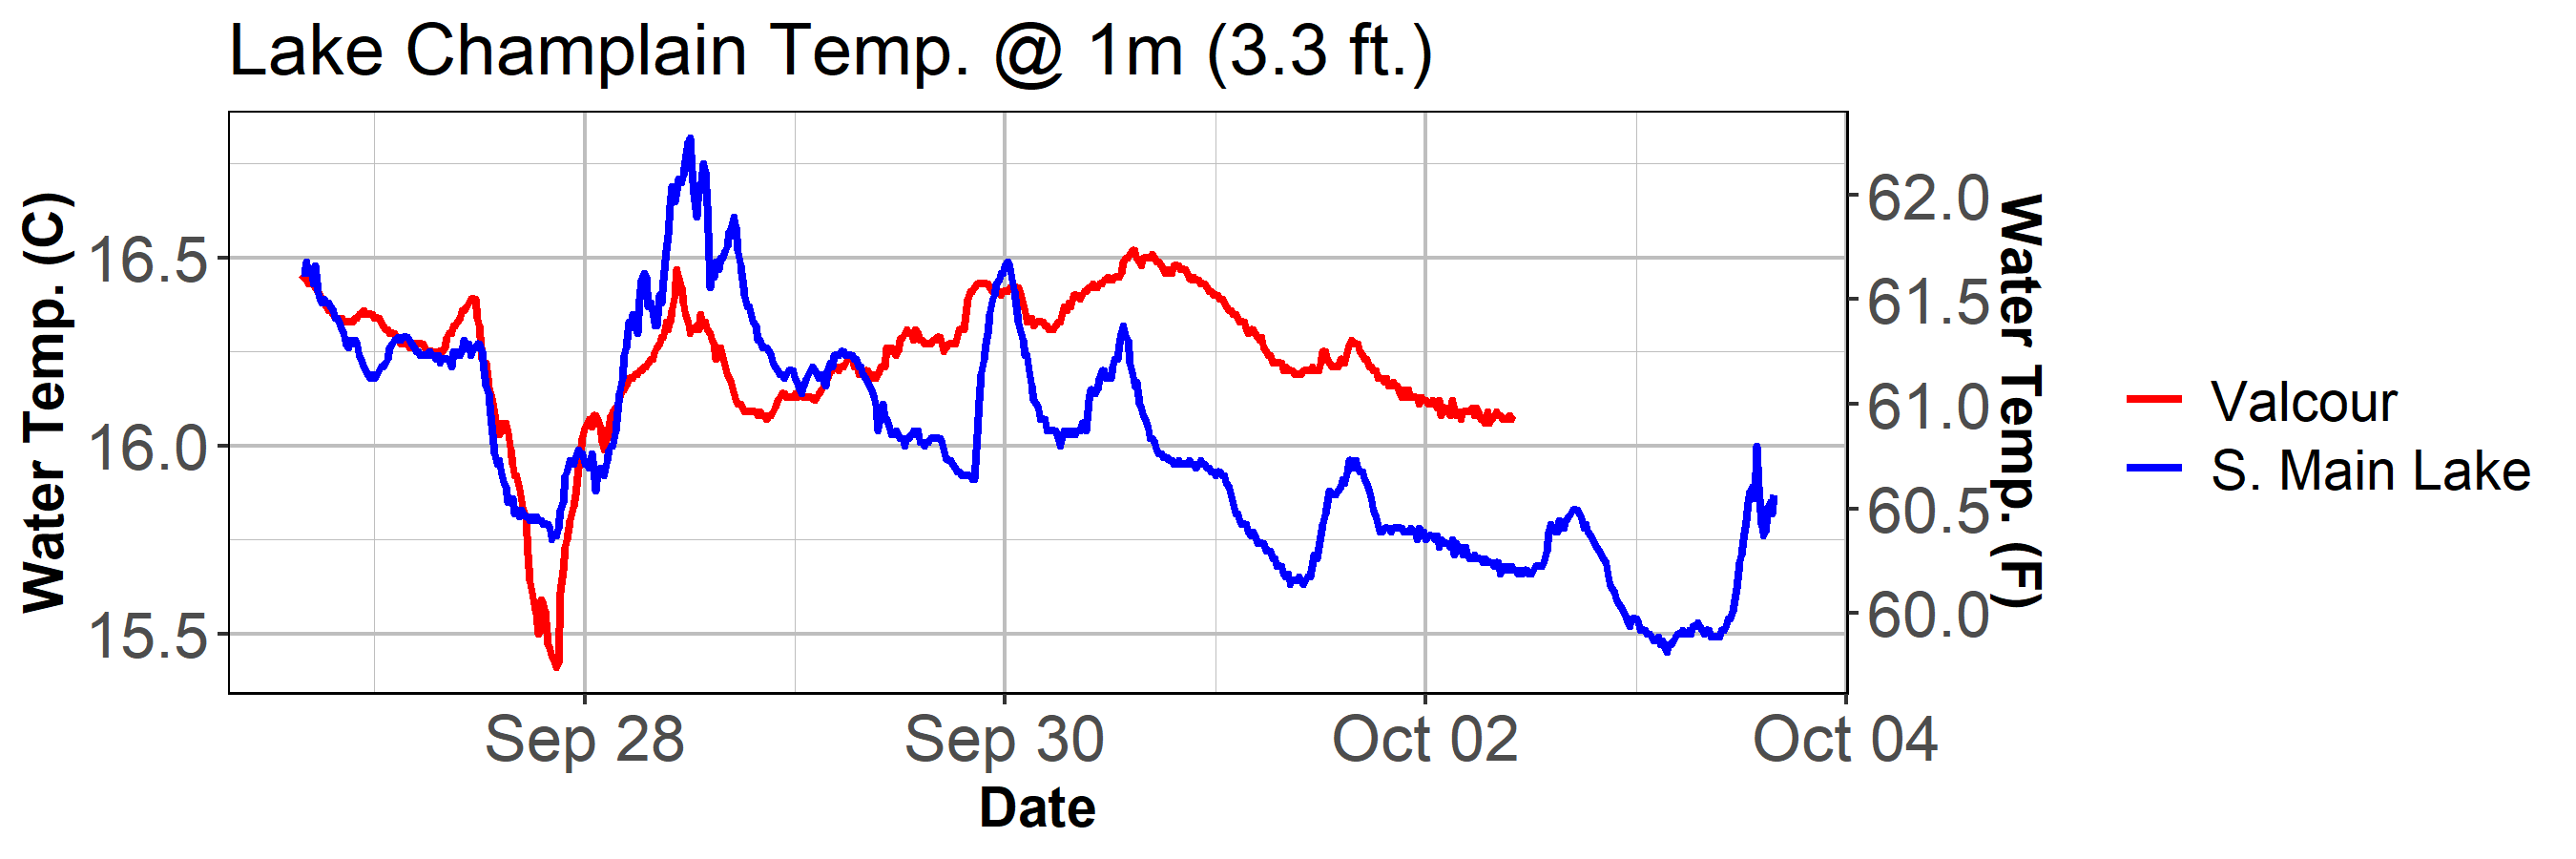 Lake Champlain Temp. @ 1m (3.3 ft.)
Water Temp. (C)
16.5
16.0
15.5
62.0
61.5
61.0
60.5
60.0
Water Temp. (F)
Sep 28
Sep 30
Oct 02
Oct 04
Date
Valcour
S. Main Lake